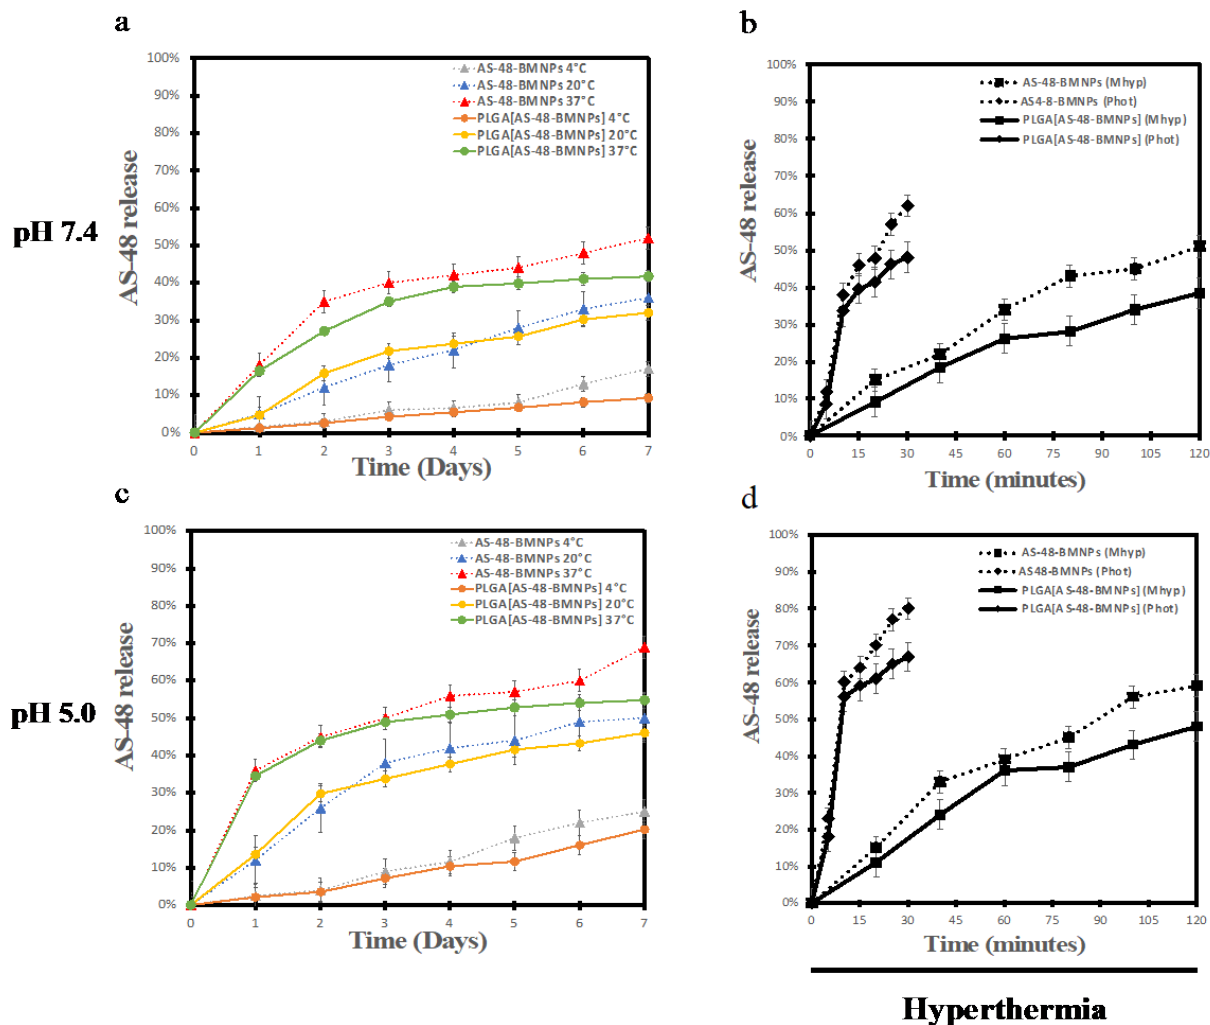 a
100%
90%
80%
70%
60%
50%
40%
30%
20%
10%
0%
AS-48 release
AS-48-BMNPs 4°C
AS-48-BMNPs 20°C
AS-48-BMNPs 37°C
PLGA[AS-48-BMNPs] 4°C
PLGA[AS-48-BMNPs] 20°C
PLGA[AS-48-BMNPs] 37°C
0 1 2 3 4 5 6 7
Time (Days)
pH 7.4
b
100%
90%
80%
70%
60%
50%
40%
30%
20%
10%
0%
AS-48 release
AS-48-BMNPs (Mhyp)
AS4-8-BMNPs (Phot)
PLGA[AS-48-BMNPs] (Mhyp)
PLGA[AS-48-BMNPs] (Phot)
0 15 30 45 60 75 90 105 120
Time (minutes)
c
100%
90%
80%
70%
60%
50%
40%
30%
20%
10%
0%
AS-48 release
AS-48-BMNPs 4°C
AS-48-BMNPs 20°C
AS-48-BMNPs 37°C
PLGA[AS-48-BMNPs] 4°C
PLGA[AS-48-BMNPs] 20°C
PLGA[AS-48-BMNPs] 37°C
0 1 2 3 4 5 6 7
Time (Days)
pH 5.0
d
100%
90%
80%
70%
60%
50%
40%
30%
20%
10%
0%
AS-48 release
AS-48-BMNPs (Mhyp)
AS48-BMNPs (Phot)
PLGA[AS-48-BMNPs] (Mhyp)
PLGA[AS-48-BMNPs] (Phot)
0 15 30 45 60 75 90 105 120
Time (minutes)
Hyperthermia